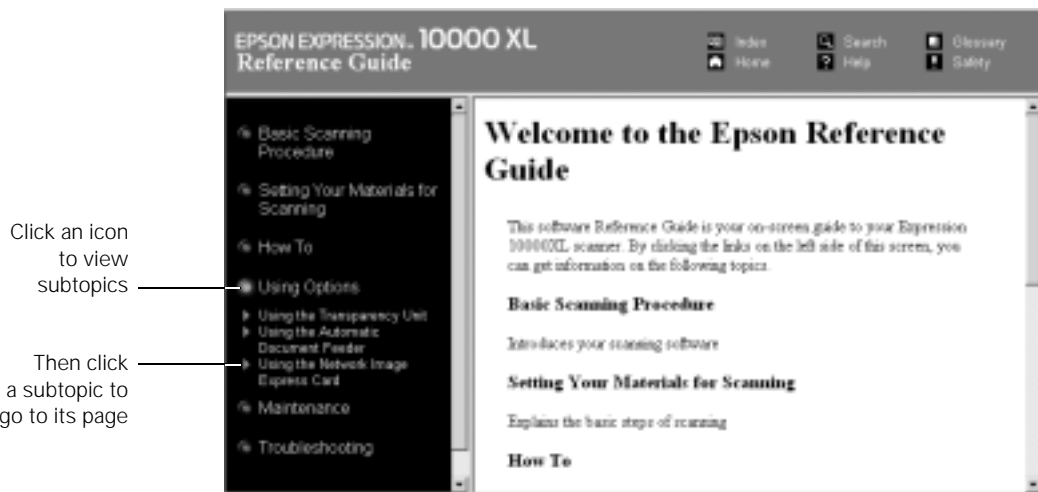 EPSON EXPRESSION™ 10000 XL
Reference Guide
Index
Search
Glossary
Home
Help
Safety
Click an icon
to view
subtopics
Then click
a subtopic to
go to its page
Basic Scanning
Procedure
Setting Your Materials for
Scanning
How To
Using Options
Using the Transparency Unit
Using the Automatic
Document Feeder
Using the Network Image
Express Card
Maintenance
Troubleshooting
Welcome to the Epson Reference
Guide
This software Reference Guide is your on-screen guide to your Expression
10000XL scanner. By clicking the links on the left side of this screen, you
can get information on the following topics.
Basic Scanning Procedure
Introduces your scanning software
Setting Your Materials for Scanning
Explains the basic steps of scanning
How To